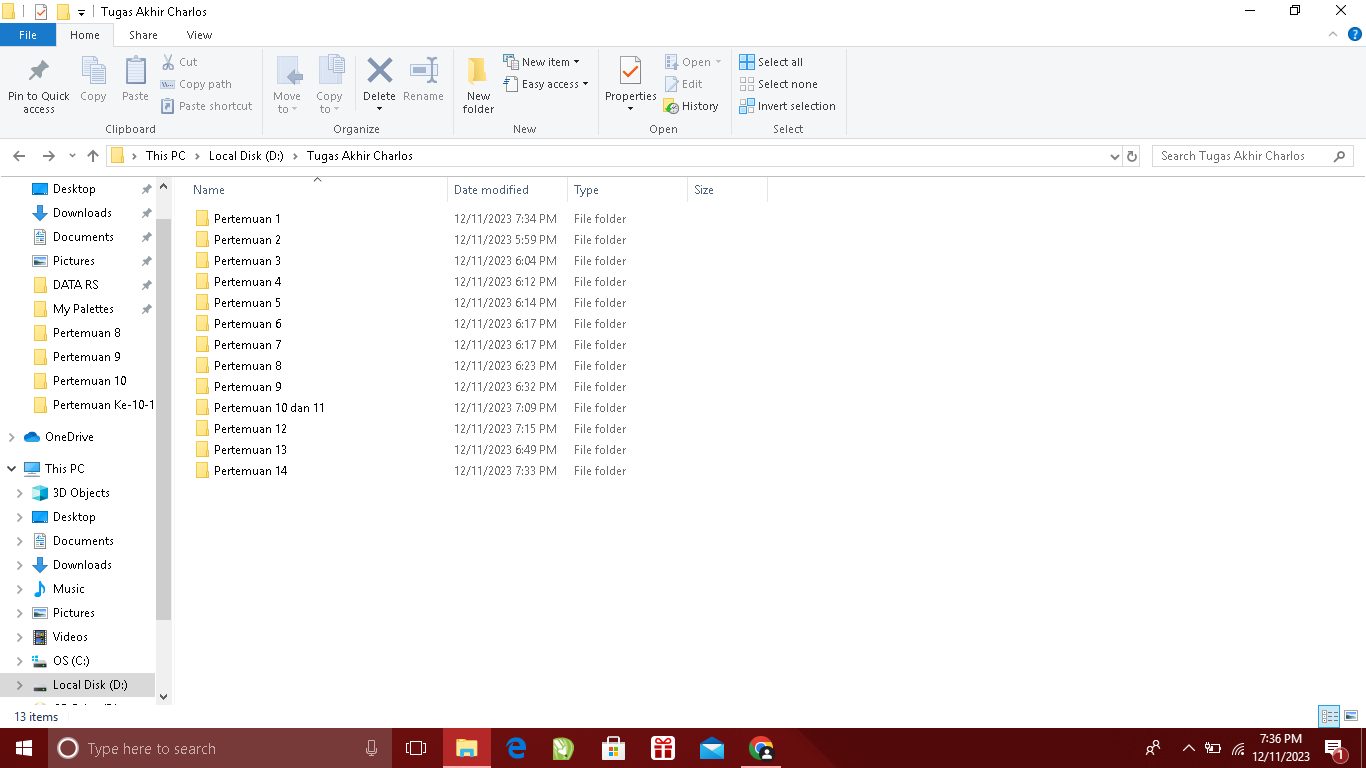 Tugas Akhir Charlos
File Home Share View
Pin to Quick access
Copy
Paste
Cut
Copy path
Paste shortcut
Clipboard
Move to
Copy to
Delete
Rename
Organize
New folder
New item
Easy access
New
Properties
Open
Edit
History
Open
Select all
Select none
Invert selection
Select
This PC > Local Disk (D:) > Tugas Akhir Charlos
Search Tugas Akhir Charlos
Desktop
Downloads
Documents
Pictures
DATA RS
My Palettes
Pertemuan 8
Pertemuan 9
Pertemuan 10
Pertemuan Ke-10-1
OneDrive
This PC
3D Objects
Desktop
Documents
Downloads
Music
Pictures
Videos
OS (C:)
Local Disk (D:)
Name Date modified Type Size
Pertemuan 1 12/11/2023 7:34 PM File folder
Pertemuan 2 12/11/2023 5:59 PM File folder
Pertemuan 3 12/11/2023 6:04 PM File folder
Pertemuan 4 12/11/2023 6:12 PM File folder
Pertemuan 5 12/11/2023 6:14 PM File folder
Pertemuan 6 12/11/2023 6:17 PM File folder
Pertemuan 7 12/11/2023 6:17 PM File folder
Pertemuan 8 12/11/2023 6:23 PM File folder
Pertemuan 9 12/11/2023 6:32 PM File folder
Pertemuan 10 dan 11 12/11/2023 7:09 PM File folder
Pertemuan 12 12/11/2023 7:15 PM File folder
Pertemuan 13 12/11/2023 6:49 PM File folder
Pertemuan 14 12/11/2023 7:33 PM File folder
13 items
Type here to search
7:36 PM
12/11/2023
1